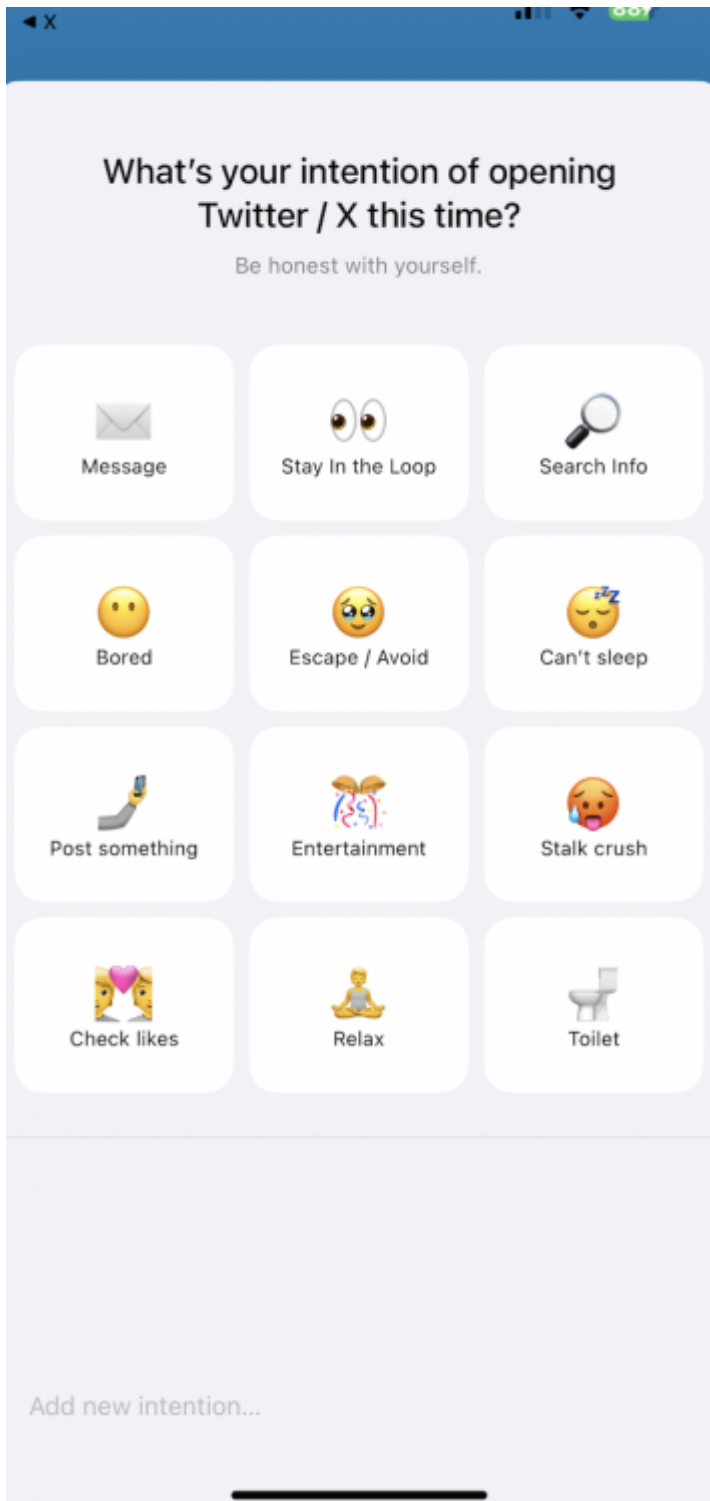 ◀ X
What's your intention of opening
Twitter / X this time?
Be honest with yourself.
Message
Stay In the Loop
Search Info
Bored
Escape / Avoid
Can't sleep
Post something
Entertainment
Stalk crush
Check likes
Relax
Toilet
Add new intention...